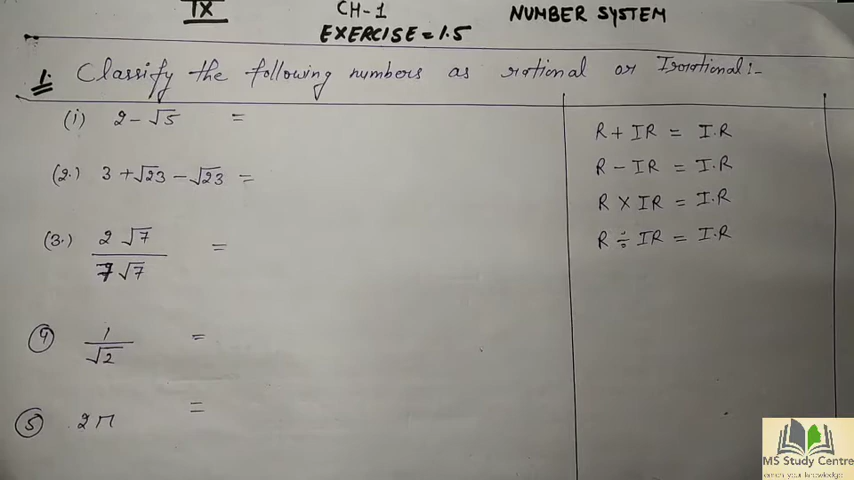 IX CH-1 NUMBER SYSTEM
EXERCISE = 1.5
1. Classify the following numbers as rational or Irrational:-
(i) 2 - √5 =
(2.) 3 + √23 - √23 =
(3.) 2√7 / 7√7 =
④ 1 / √2 =
⑤ 2π =
R + IR = I.R
R - IR = I.R
R × IR = I.R
R ÷ IR = I.R
MS Study Centre
enrich your knowledge